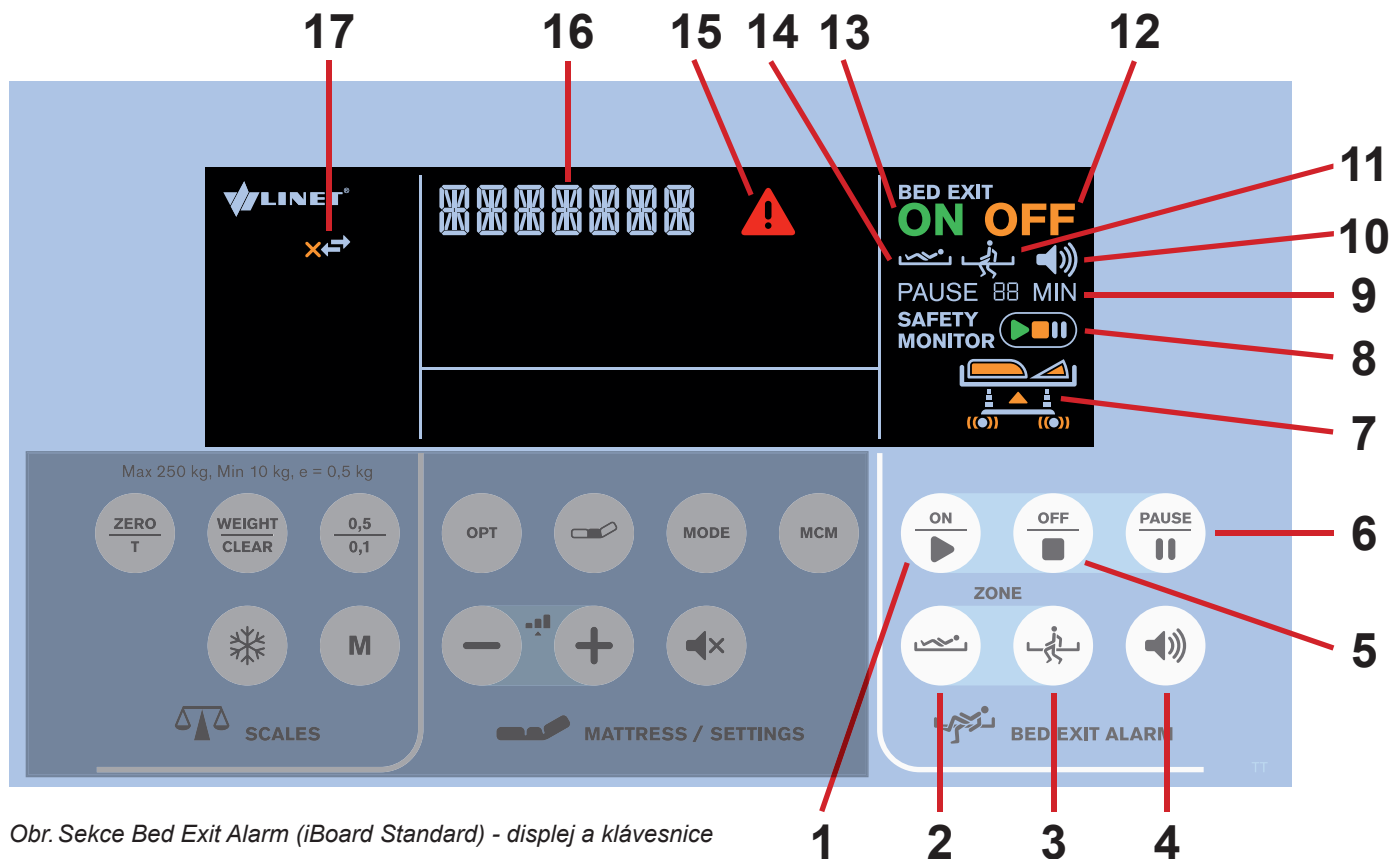 17 16 15 14 13 12
11
10
9
8
7
6
5
LINET®
BED EXIT
ON OFF
PAUSE 88 MIN
SAFETY
MONITOR
Max 250 kg, Min 10 kg, e = 0,5 kg
ZERO
T
WEIGHT
CLEAR
0,5
0,1
OPT
MODE
MCM
ON
OFF
PAUSE
ZONE
M
SCALES
MATTRESS / SETTINGS
BED EXIT ALARM
TT
Obr. Sekce Bed Exit Alarm (iBoard Standard) - displej a klávesnice
1 2 3 4